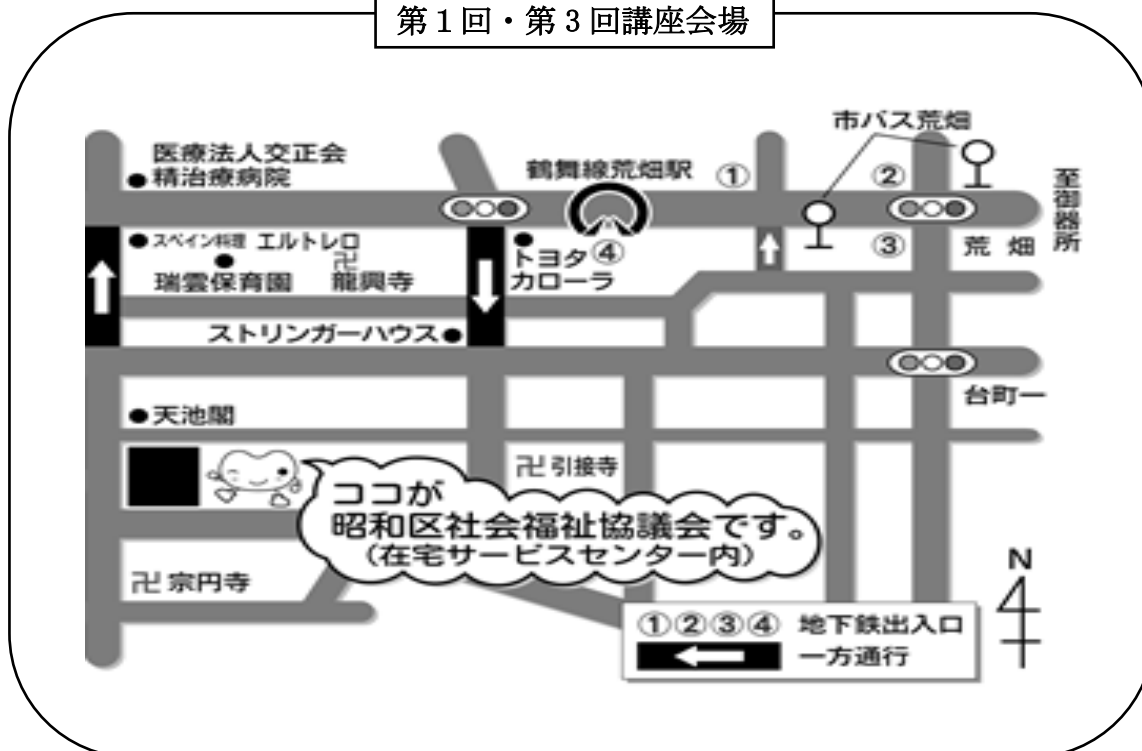 第１回・第３回講座会場
市バス荒畑
医療法人交正会
精治療病院
鶴舞線荒畑駅
①
②
至御器所
スペイン料理 エルトレロ
瑞雲保育園
卍
龍興寺
トヨタ
カローラ
④
③
荒畑
ストリンガーハウス
台町一
天池閣
卍引接寺
ココが
昭和区社会福祉協議会です。
（在宅サービスセンター内）
卍宗円寺
N
①②③④ 地下鉄出入口
一方通行